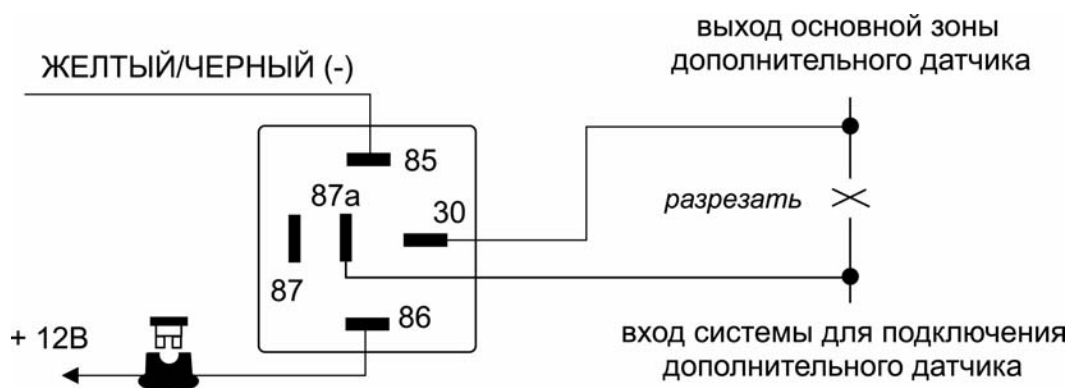 выход основной зоны
дополнительного датчика
ЖЕЛТЫЙ/ЧЕРНЫЙ (-)
85
87а
30
разрезать
87
86
+ 12В
вход системы для подключения
дополнительного датчика